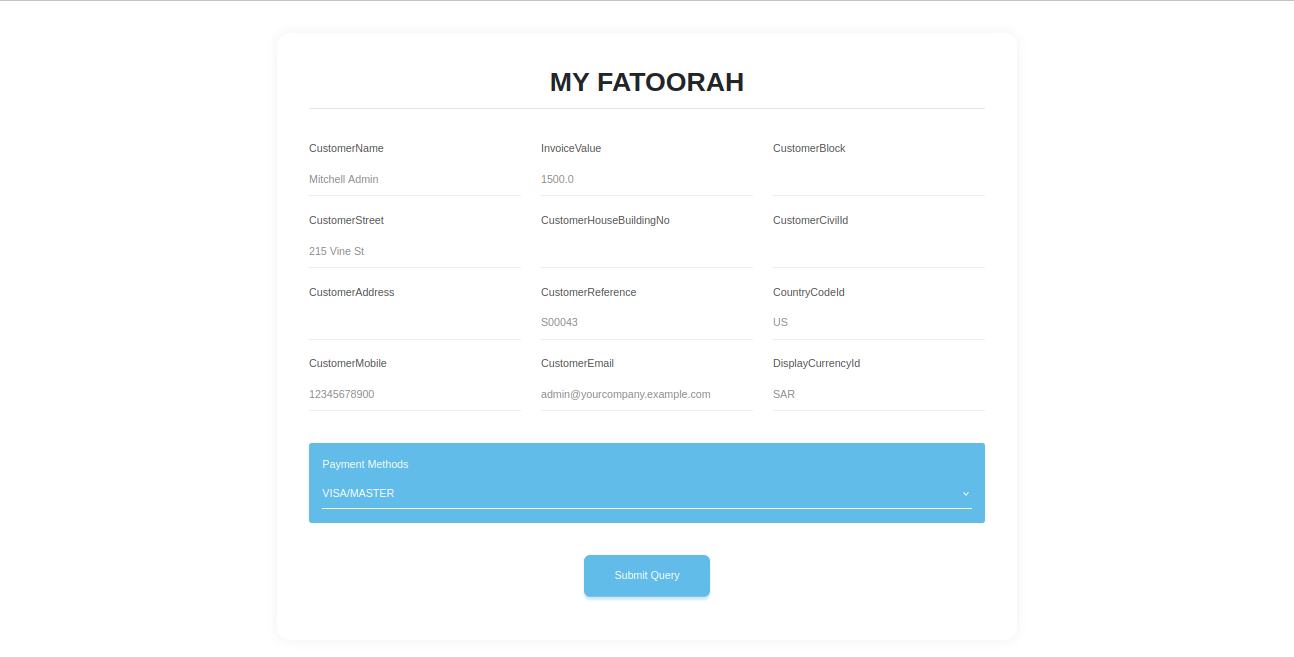 MY FATOORAH
CustomerName InvoiceValue CustomerBlock
Mitchell Admin 1500.0
CustomerStreet CustomerHouseBuildingNo CustomerCivilId
215 Vine St
CustomerAddress CustomerReference CountryCodeId
S00043 US
CustomerMobile CustomerEmail DisplayCurrencyId
12345678900 admin@yourcompany.example.com SAR
Payment Methods
VISA/MASTER
Submit Query